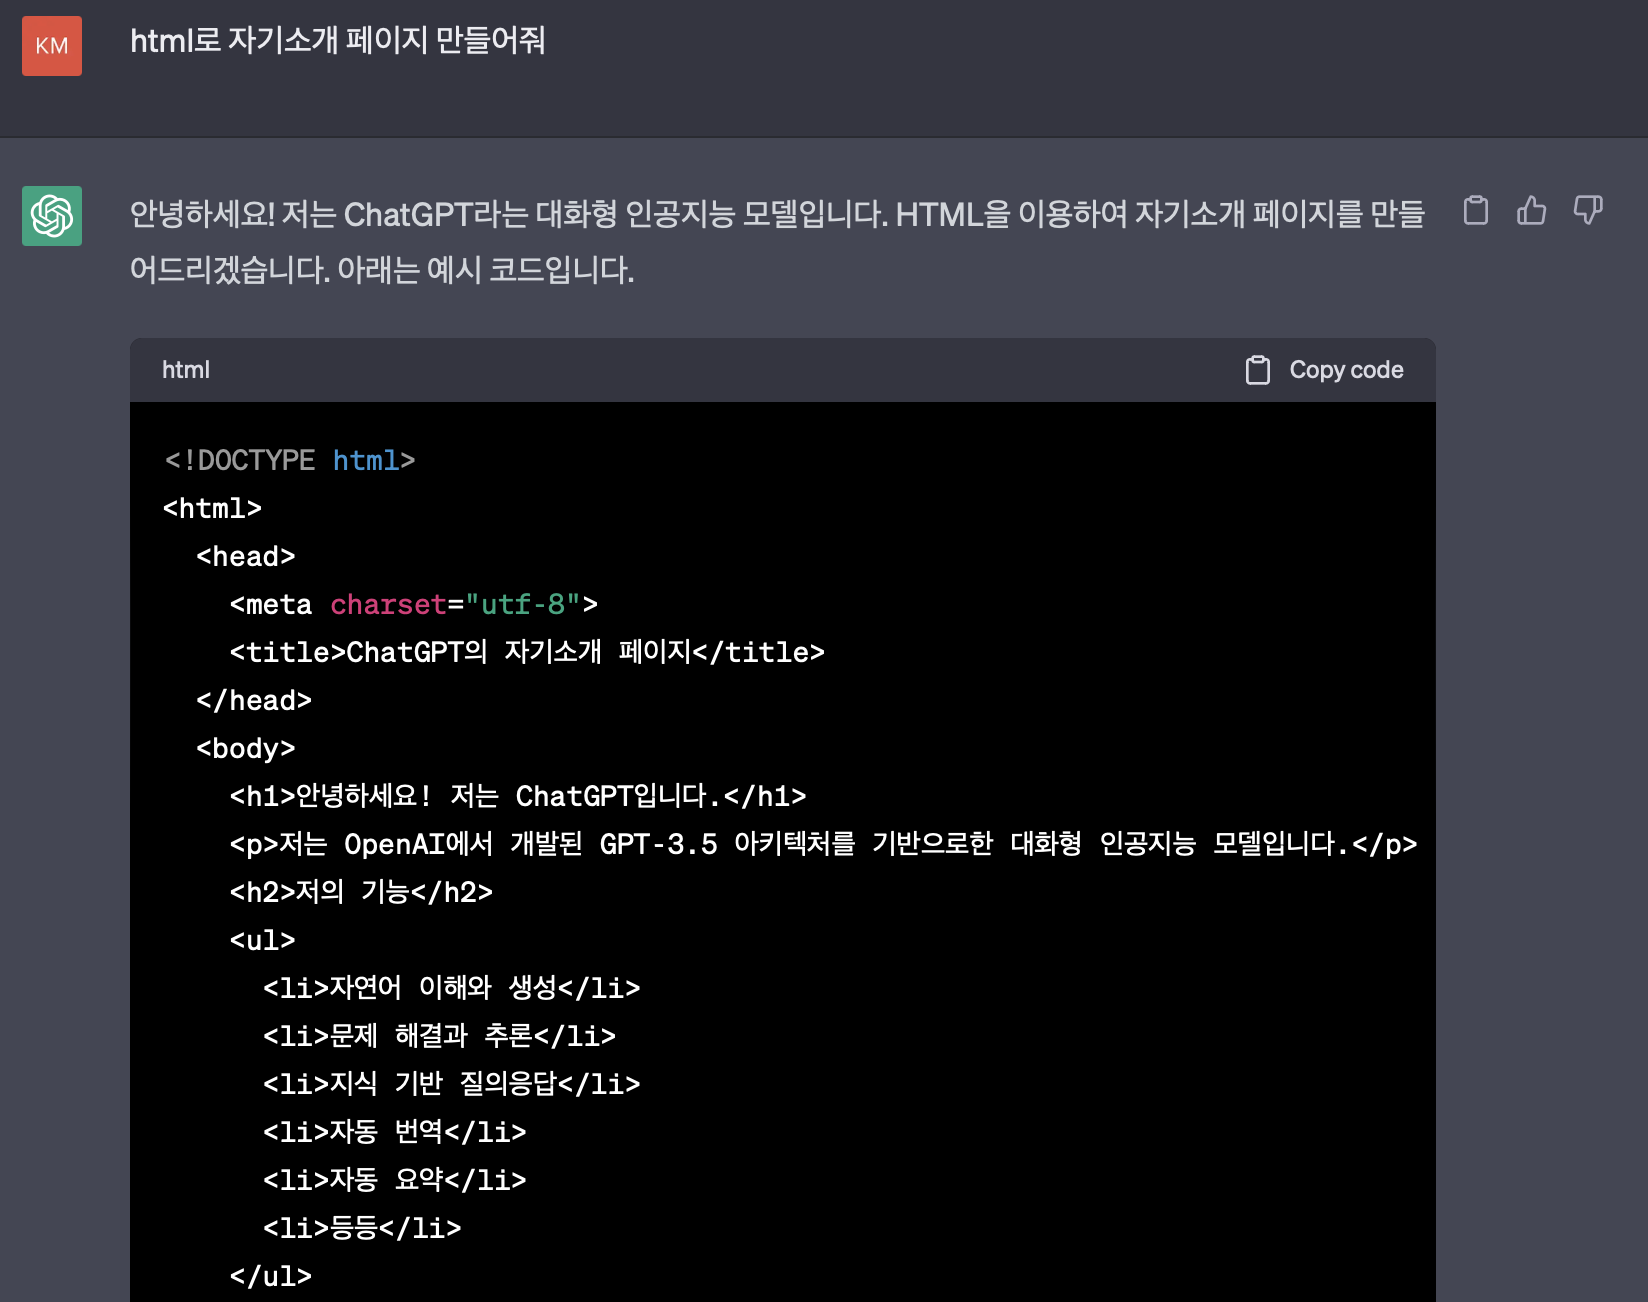 KM
html로 자기소개 페이지 만들어줘
안녕하세요! 저는 ChatGPT라는 대화형 인공지능 모델입니다. HTML을 이용하여 자기소개 페이지를 만들
어드리겠습니다. 아래는 예시 코드입니다.
html Copy code
<!DOCTYPE html>
<html>
  <head>
    <meta charset="utf-8">
    <title>ChatGPT의 자기소개 페이지</title>
  </head>
  <body>
    <h1>안녕하세요! 저는 ChatGPT입니다.</h1>
    <p>저는 OpenAI에서 개발된 GPT-3.5 아키텍처를 기반으로한 대화형 인공지능 모델입니다.</p>
    <h2>저의 기능</h2>
    <ul>
      <li>자연어 이해와 생성</li>
      <li>문제 해결과 추론</li>
      <li>지식 기반 질의응답</li>
      <li>자동 번역</li>
      <li>자동 요약</li>
      <li>등등</li>
    </ul>